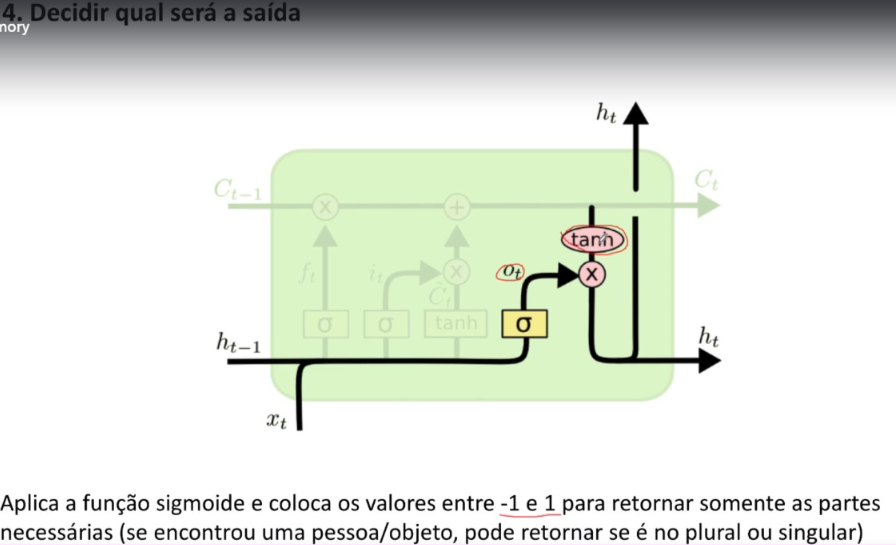 4. Decidir qual será a saída
mory
h_t
C_{t-1}
C_t
x
+
tanh
f_t
i_t
x
o_t
x
C̃_t
σ
σ
tanh
σ
h_{t-1}
h_t
x_t
Aplica a função sigmoide e coloca os valores entre -1 e 1 para retornar somente as partes
necessárias (se encontrou uma pessoa/objeto, pode retornar se é no plural ou singular)